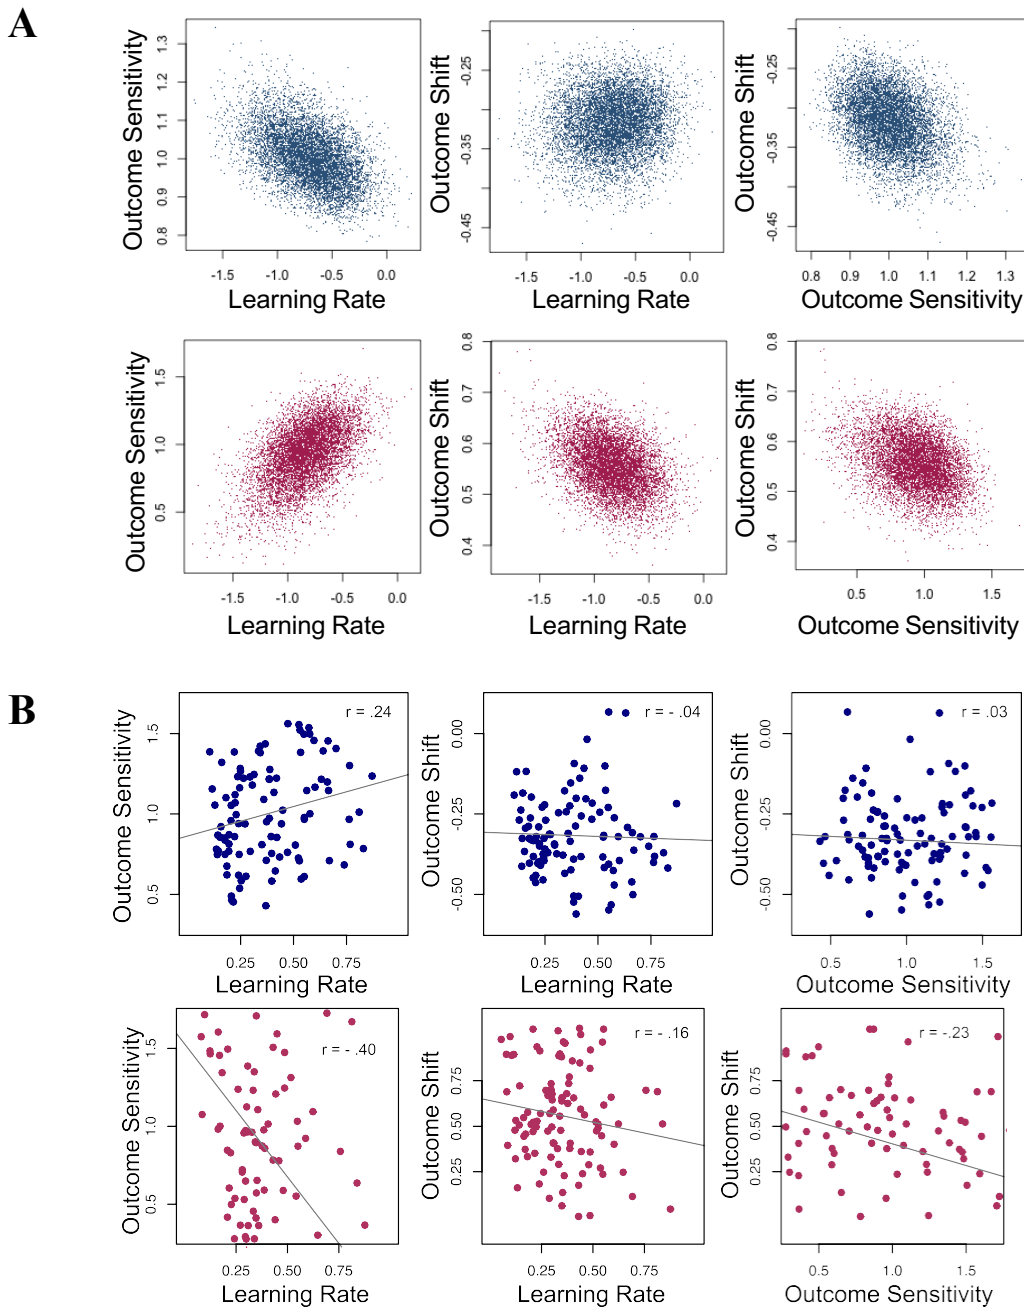 A
Outcome Sensitivity
0.8 0.9 1.0 1.1 1.2 1.3
-1.5 -1.0 -0.5 0.0
Learning Rate
Outcome Shift
-0.45 -0.35 -0.25
-1.5 -1.0 -0.5 0.0
Learning Rate
Outcome Shift
-0.45 -0.35 -0.25
0.8 0.9 1.0 1.1 1.2 1.3
Outcome Sensitivity
Outcome Sensitivity
0.5 1.0 1.5
-1.5 -1.0 -0.5 0.0
Learning Rate
Outcome Shift
0.4 0.5 0.6 0.7 0.8
-1.5 -1.0 -0.5 0.0
Learning Rate
Outcome Shift
0.4 0.5 0.6 0.7 0.8
0.5 1.0 1.5
Outcome Sensitivity
B
Outcome Sensitivity
0.5 1.0 1.5
r = .24
0.25 0.50 0.75
Learning Rate
Outcome Shift
-0.50 -0.25 0.00
r = - .04
0.25 0.50 0.75
Learning Rate
Outcome Shift
-0.50 -0.25 0.00
r = .03
0.5 1.0 1.5
Outcome Sensitivity
Outcome Sensitivity
0.5 1.0 1.5
r = - .40
0.25 0.50 0.75
Learning Rate
Outcome Shift
0.25 0.50 0.75
r = - .16
0.25 0.50 0.75
Learning Rate
Outcome Shift
0.25 0.50 0.75
r = -.23
0.5 1.0 1.5
Outcome Sensitivity